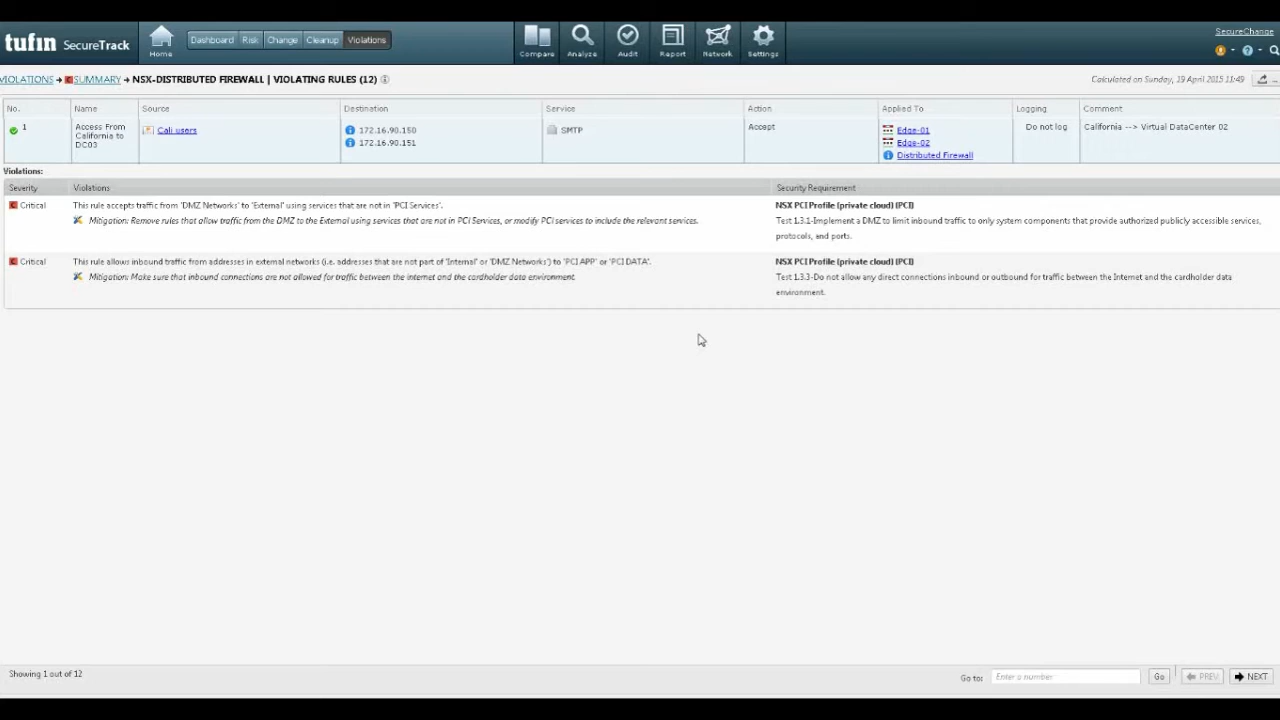 tufin SecureTrack
Home
Dashboard Risk Change Cleanup Violations
Compare Analyze Audit Report Network Settings
SecureChange
VIOLATIONS → SUMMARY → NSX-DISTRIBUTED FIREWALL | VIOLATING RULES (12)
Calculated on Sunday, 19 April 2015 11:49
No. Name Source Destination Service Action Applied To Logging Comment
1
Access From
California to
DC03
Cali users
172.16.90.150
172.16.90.151
SMTP
Accept
Edge-01
Edge-02
Distributed Firewall
Do not log
California --> Virtual DataCenter 02
Violations:
Severity Violations Security Requirement
Critical
This rule accepts traffic from 'DMZ Networks' to 'External' using services that are not in 'PCI Services'.
Mitigation: Remove rules that allow traffic from the DMZ to the External using services that are not in PCI Services, or modify PCI services to include the relevant services.
NSX PCI Profile (private cloud) (PCI)
Test 1.3.1-Implement a DMZ to limit inbound traffic to only system components that provide authorized publicly accessible services,
protocols, and ports.
Critical
This rule allows inbound traffic from addresses in external networks (i.e. addresses that are not part of 'Internal' or 'DMZ Networks') to 'PCI APP' or 'PCI DATA'.
Mitigation: Make sure that inbound connections are not allowed for traffic between the internet and the cardholder data environment.
NSX PCI Profile (private cloud) (PCI)
Test 1.3.3-Do not allow any direct connections inbound or outbound for traffic between the Internet and the cardholder data
environment.
Showing 1 out of 12
Go to: Enter a number Go PREV NEXT